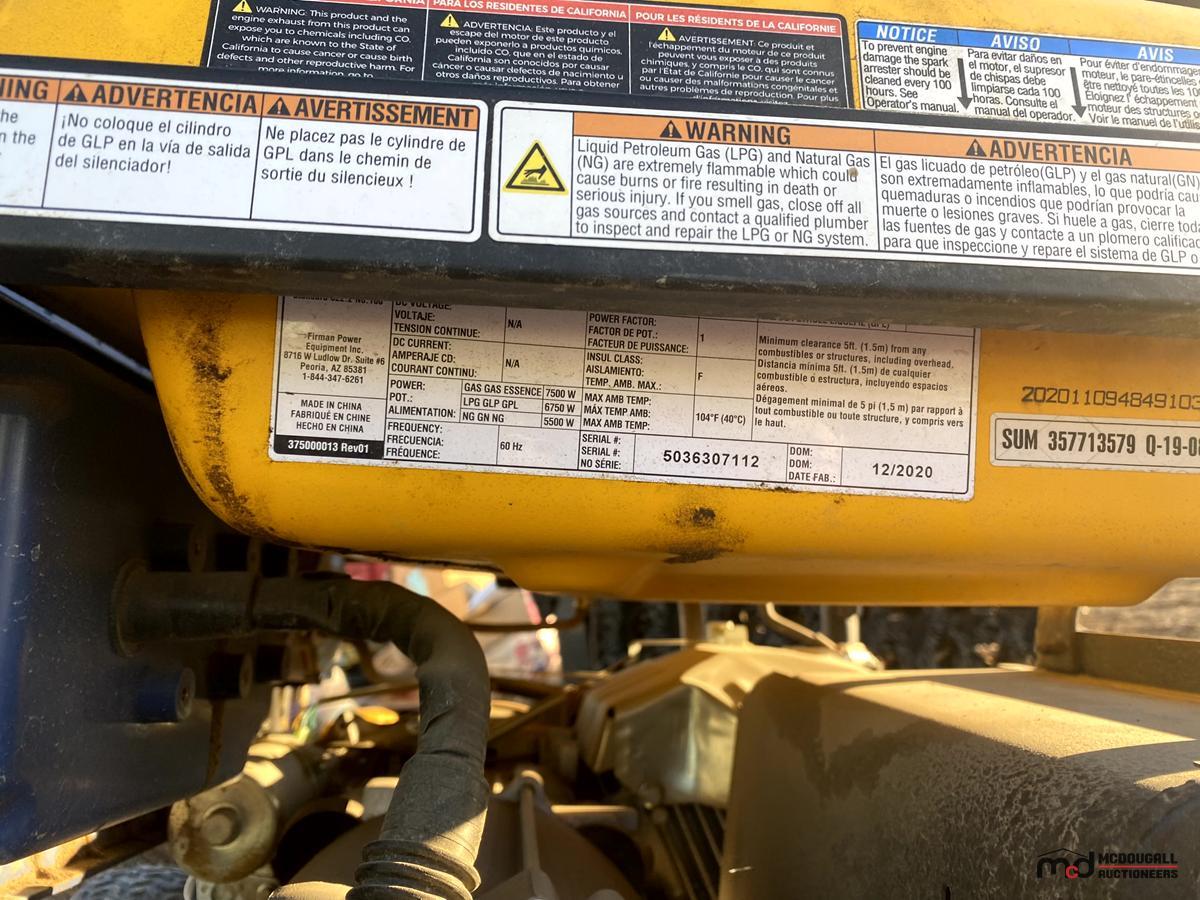 PARA LOS RESIDENTES DE CALIFORNIA
POUR LES RÉSIDENTS DE LA CALIFORNIE
WARNING: This product and the
engine exhaust from this product can
expose you to chemicals including CO,
which are known to the State of
California to cause cancer or cause birth
defects and other reproductive harm. For
more information, go to
ADVERTENCIA: Este producto y el
escape del motor de este producto
pueden exponerlo a productos químicos,
incluido CO, que en el estado de
California son conocidos por causar
cáncer o causar defectos de nacimiento u
otros daños reproductivos. Para obtener
AVERTISSEMENT: Ce produit et
l'échappement du moteur de ce produit
peuvent vous exposer à des produits
chimiques, y compris le CO, qui sont connus
par l'État de Californie pour causer le cancer
ou causer des malformations congénitales et
autres problèmes de reproduction. Pour plus
d'informations, visitez
NOTICE
To prevent engine
damage the spark
arrester should be
cleaned every 100
hours. See
Operator's manual.
AVISO
Para evitar daños en
el motor, el supresor
de chispas debe
limpiarse cada 100
horas. Consulte el
manual del operador.
AVIS
Pour éviter d'endommager
moteur, le pare-étincelles
être nettoyé toutes les 100
Éloignez l'échappement
moteur des structures
Voir le manuel de
ADVERTENCIA
¡No coloque el cilindro
de GLP en la vía de salida
del silenciador!
AVERTISSEMENT
Ne placez pas le cylindre de
GPL dans le chemin de
sortie du silencieux !
WARNING
Liquid Petroleum Gas (LPG) and Natural Gas
(NG) are extremely flammable which could
cause burns or fire resulting in death or
serious injury. If you smell gas, close off all
gas sources and contact a qualified plumber
to inspect and repair the LPG or NG system.
ADVERTENCIA
El gas licuado de petróleo(GLP) y el gas natural(GN)
son extremadamente inflamables, lo que podría
quemaduras o incendios que podrían provocar la
muerte o lesiones graves. Si huele a gas, cierre
las fuentes de gas y contacte a un plomero
para que inspeccione y repare el sistema de GLP o
Firman Power
Equipment Inc.
8716 W Ludlow Dr. Suite #6
Peoria, AZ 85381
1-844-347-6261
MADE IN CHINA
FABRIQUÉ EN CHINE
HECHO EN CHINA
375000013 Rev01
DC VOLTAGE:
VOLTAJE:
TENSION CONTINUE:
N/A
DC CURRENT:
AMPERAJE CD:
COURANT CONTINU:
N/A
POWER:
POT.:
ALIMENTATION:
GAS GAS ESSENCE 7500 W
LPG GLP GPL 6750 W
NG GN NG 5500 W
FREQUENCY:
FRECUENCIA:
FRÉQUENCE:
60 Hz
POWER FACTOR:
FACTOR DE POT.:
FACTEUR DE PUISSANCE:
1
INSUL CLASS:
AISLAMIENTO:
TEMP. AMB. MAX.:
F
MAX AMB TEMP:
MÁX TEMP AMB:
MAX AMB TEMP:
104°F (40°C)
Minimum clearance 5ft. (1.5m) from any
combustibles or structures, including overhead.
Distancia mínima 5ft. (1.5m) de cualquier
combustible o estructura, incluyendo espacios
aéreos.
Dégagement minimal de 5 pi (1,5 m) par rapport à
tout combustible ou toute structure, y compris vers
le haut.
SERIAL #:
SERIAL #:
NO SÉRIE:
5036307112
DOM:
DOM:
DATE FAB.:
12/2020
202011094849103
SUM 357713579 Q-19-0
MCDOUGALL
AUCTIONEERS